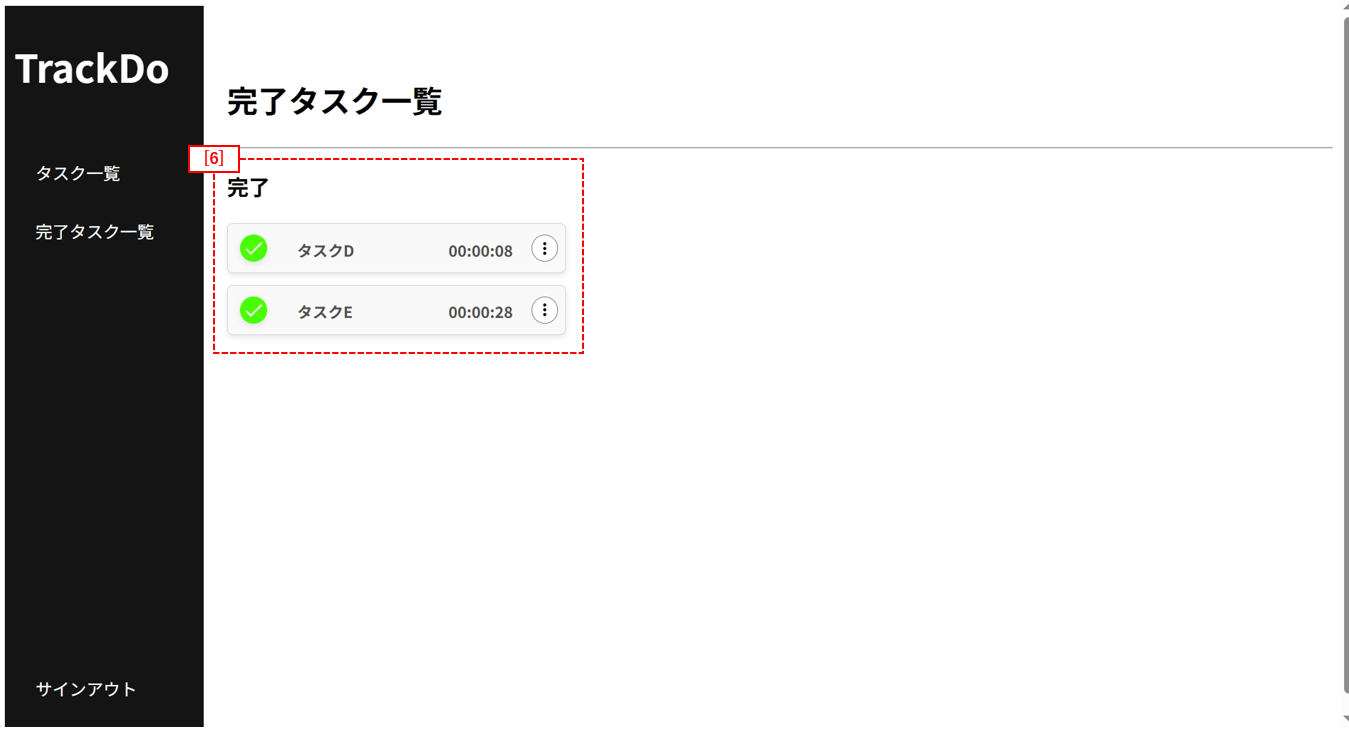 TrackDo
タスク一覧
完了タスク一覧
サインアウト
完了タスク一覧
[6]
完了
タスクD 00:00:08
タスクE 00:00:28